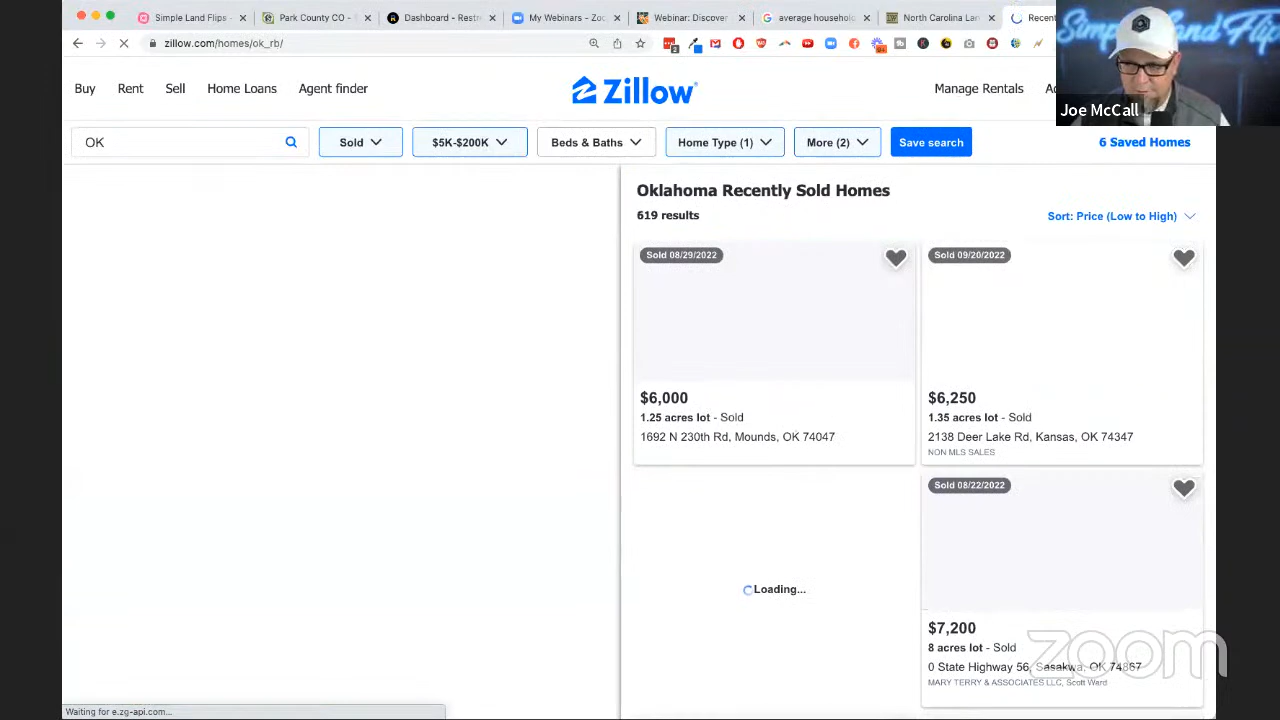 Simple Land Flips -
Park County CO -
Dashboard - Restr
My Webinars - Zoo
Webinar: Discover
average househol
North Carolina Lan
Recen
zillow.com/homes/ok_rb/
Simple Land Flip
Joe McCall
Buy
Rent
Sell
Home Loans
Agent finder
Zillow
Manage Rentals
OK
Sold
$5K-$200K
Beds & Baths
Home Type (1)
More (2)
Save search
6 Saved Homes
Oklahoma Recently Sold Homes
619 results
Sort: Price (Low to High)
Sold 08/29/2022
$6,000
1.25 acres lot - Sold
1692 N 230th Rd, Mounds, OK 74047
Sold 09/20/2022
$6,250
1.35 acres lot - Sold
2138 Deer Lake Rd, Kansas, OK 74347
NON MLS SALES
Loading...
Sold 08/22/2022
$7,200
8 acres lot - Sold
0 State Highway 56, Sasakwa, OK 74867
MARY TERRY & ASSOCIATES LLC, Scott Ward
zoom
Waiting for e.zg-api.com...